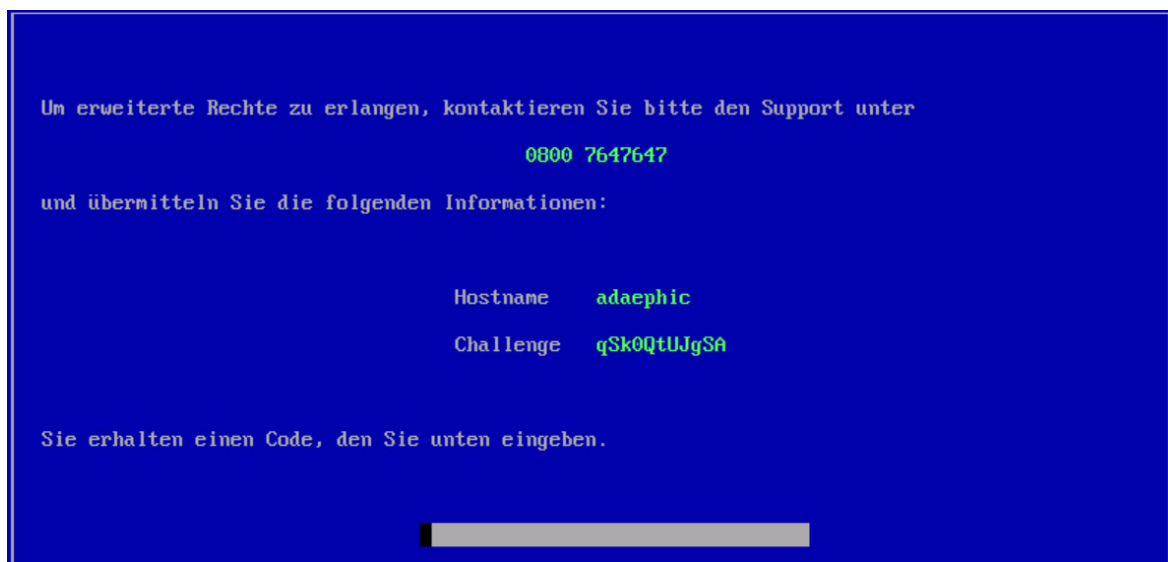 Um erweiterte Rechte zu erlangen, kontaktieren Sie bitte den Support unter
0800 7647647
und übermitteln Sie die folgenden Informationen:
Hostname adaephic
Challenge qSk0QtUJgSA
Sie erhalten einen Code, den Sie unten eingeben.